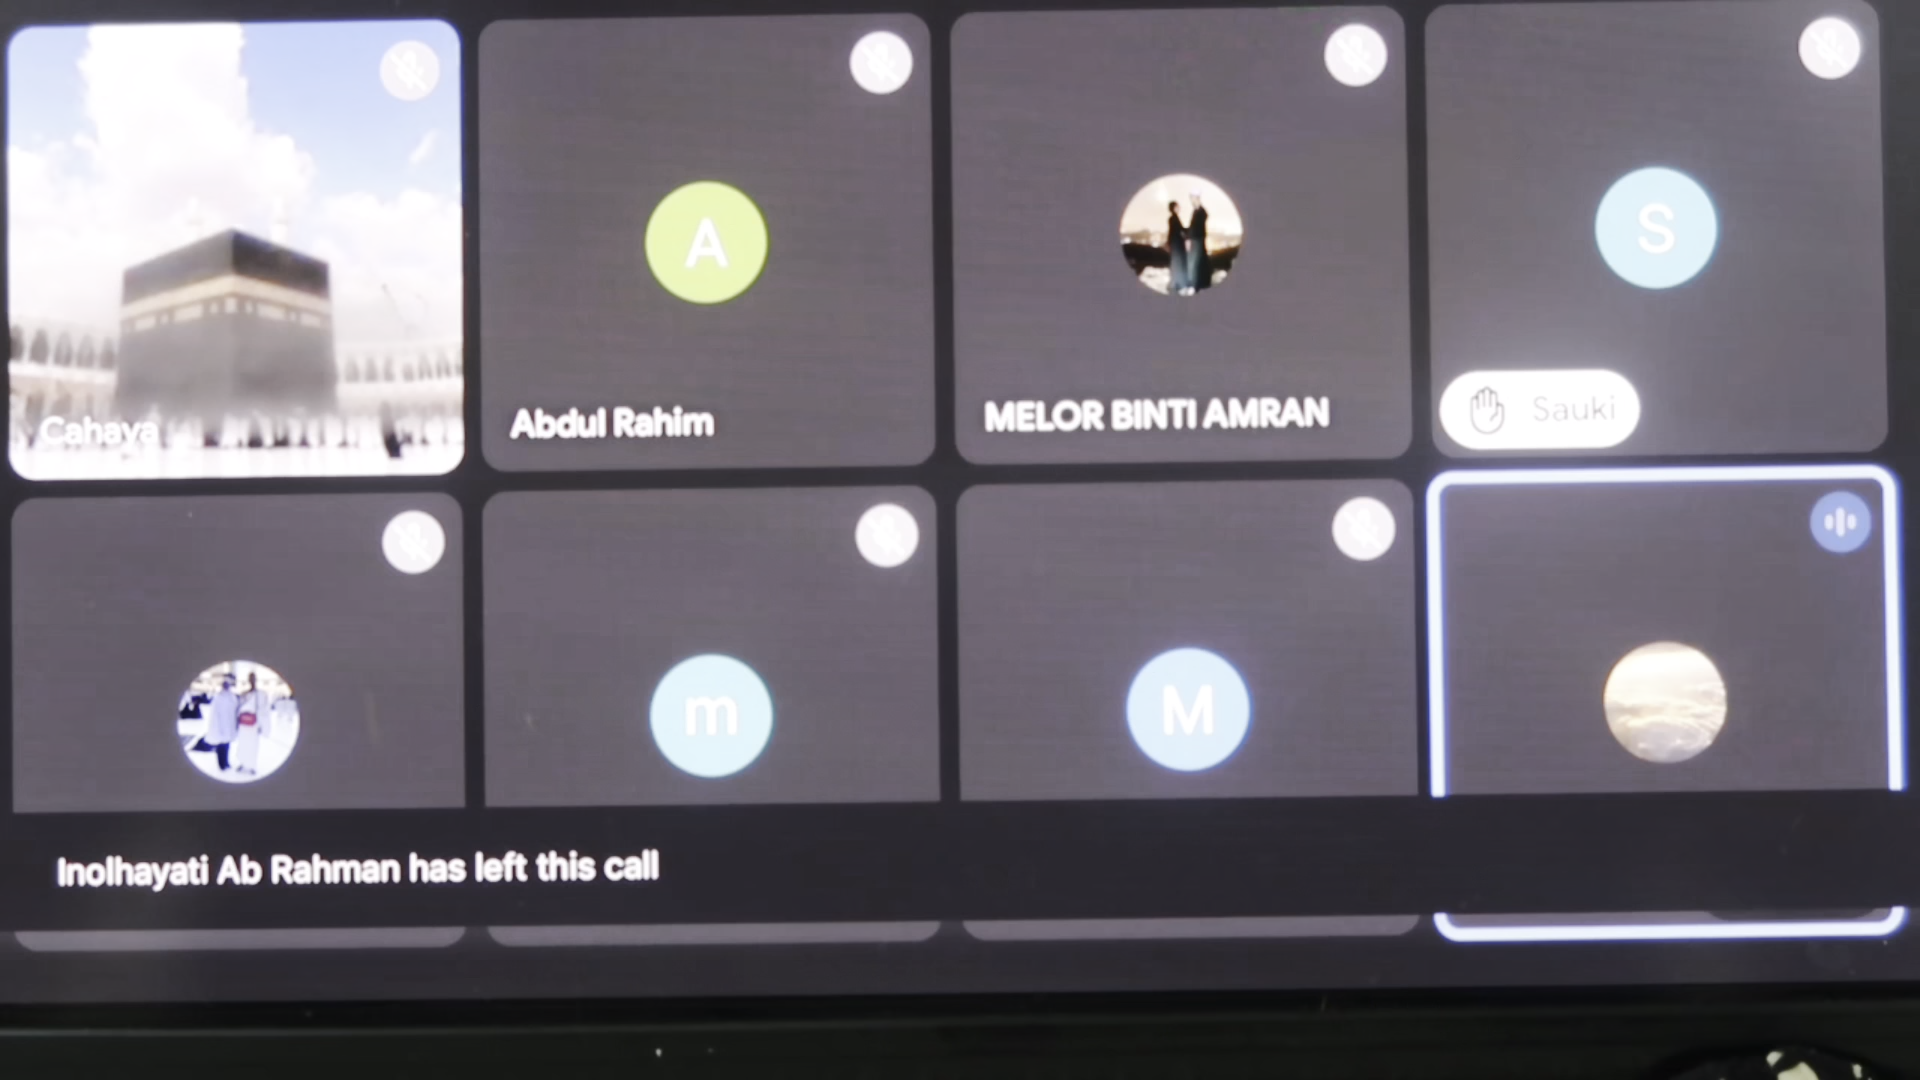 Cahaya
A
Abdul Rahim
MELOR BINTI AMRAN
S
Sauki
m
M
Inolhayati Ab Rahman has left this call